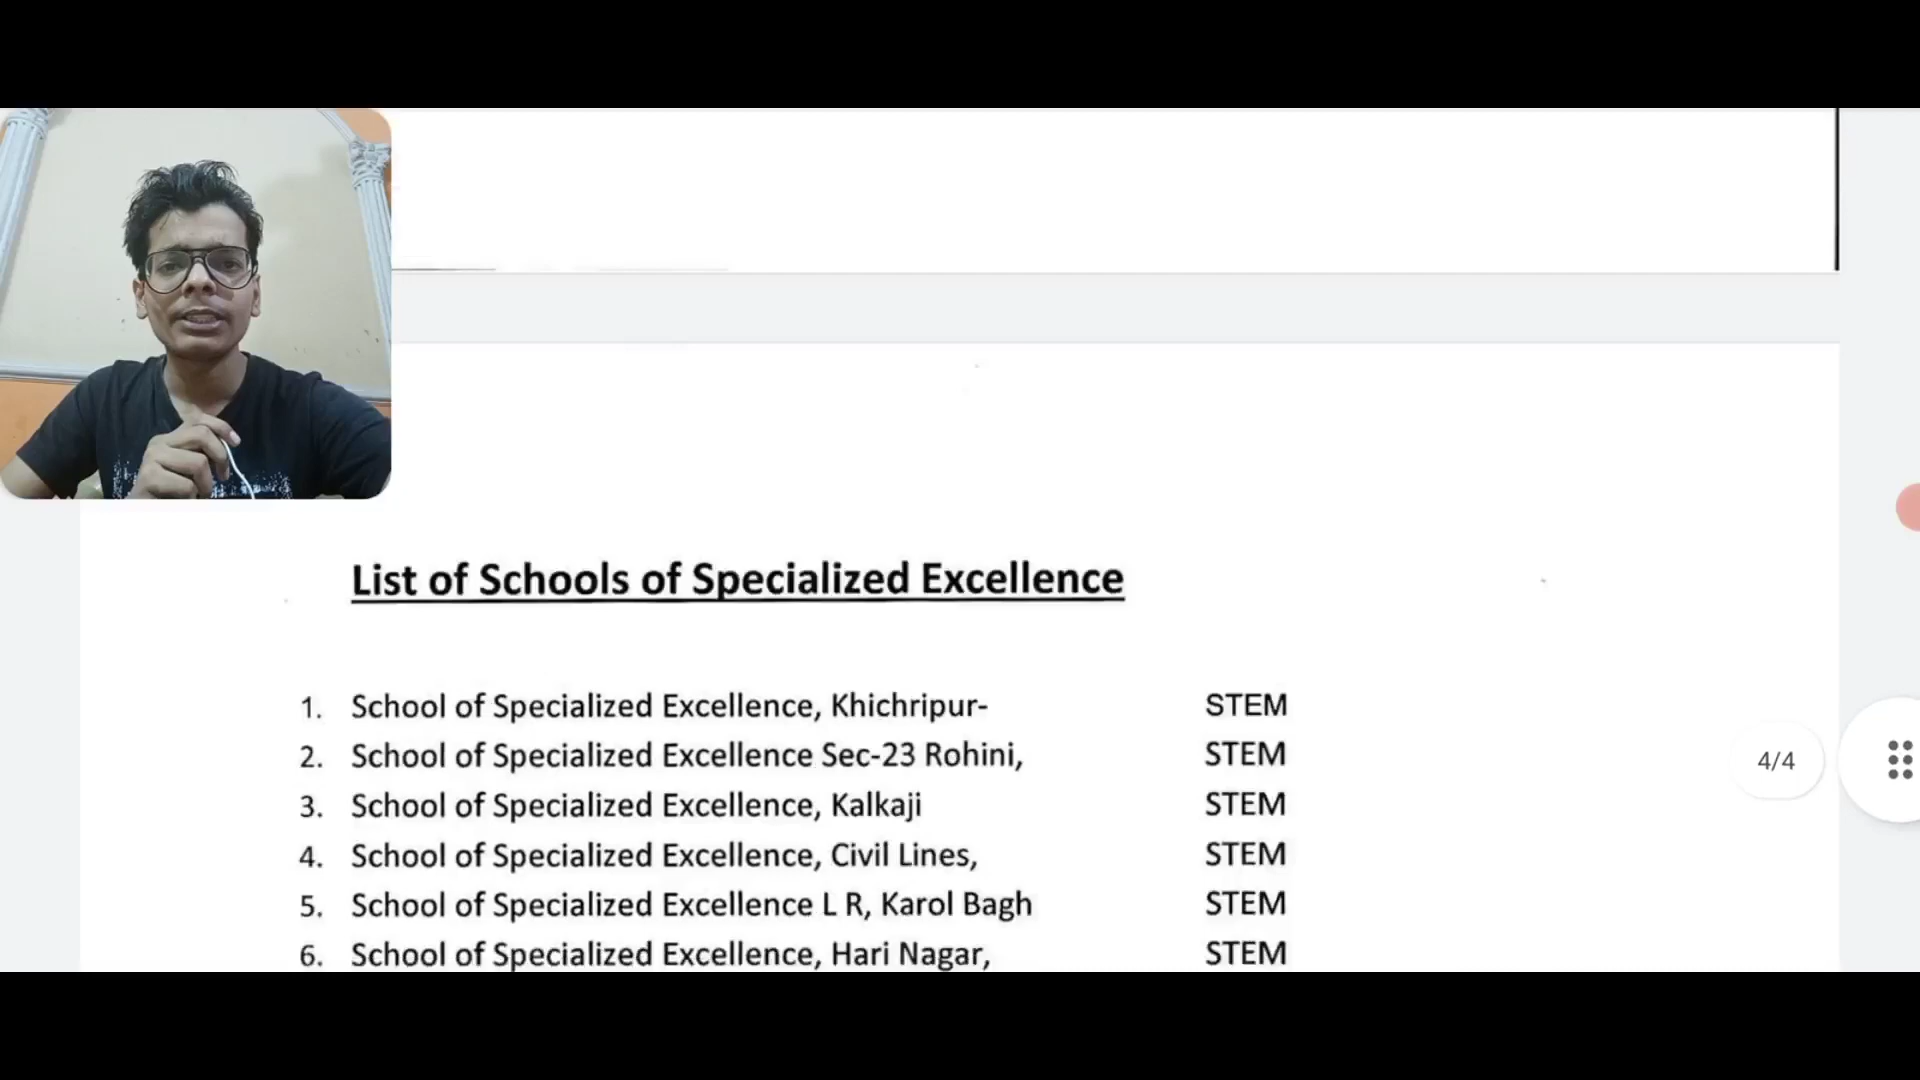 List of Schools of Specialized Excellence
1. School of Specialized Excellence, Khichripur- STEM
2. School of Specialized Excellence Sec-23 Rohini, STEM
3. School of Specialized Excellence, Kalkaji STEM
4. School of Specialized Excellence, Civil Lines, STEM
5. School of Specialized Excellence L R, Karol Bagh STEM
6. School of Specialized Excellence, Hari Nagar, STEM
4/4